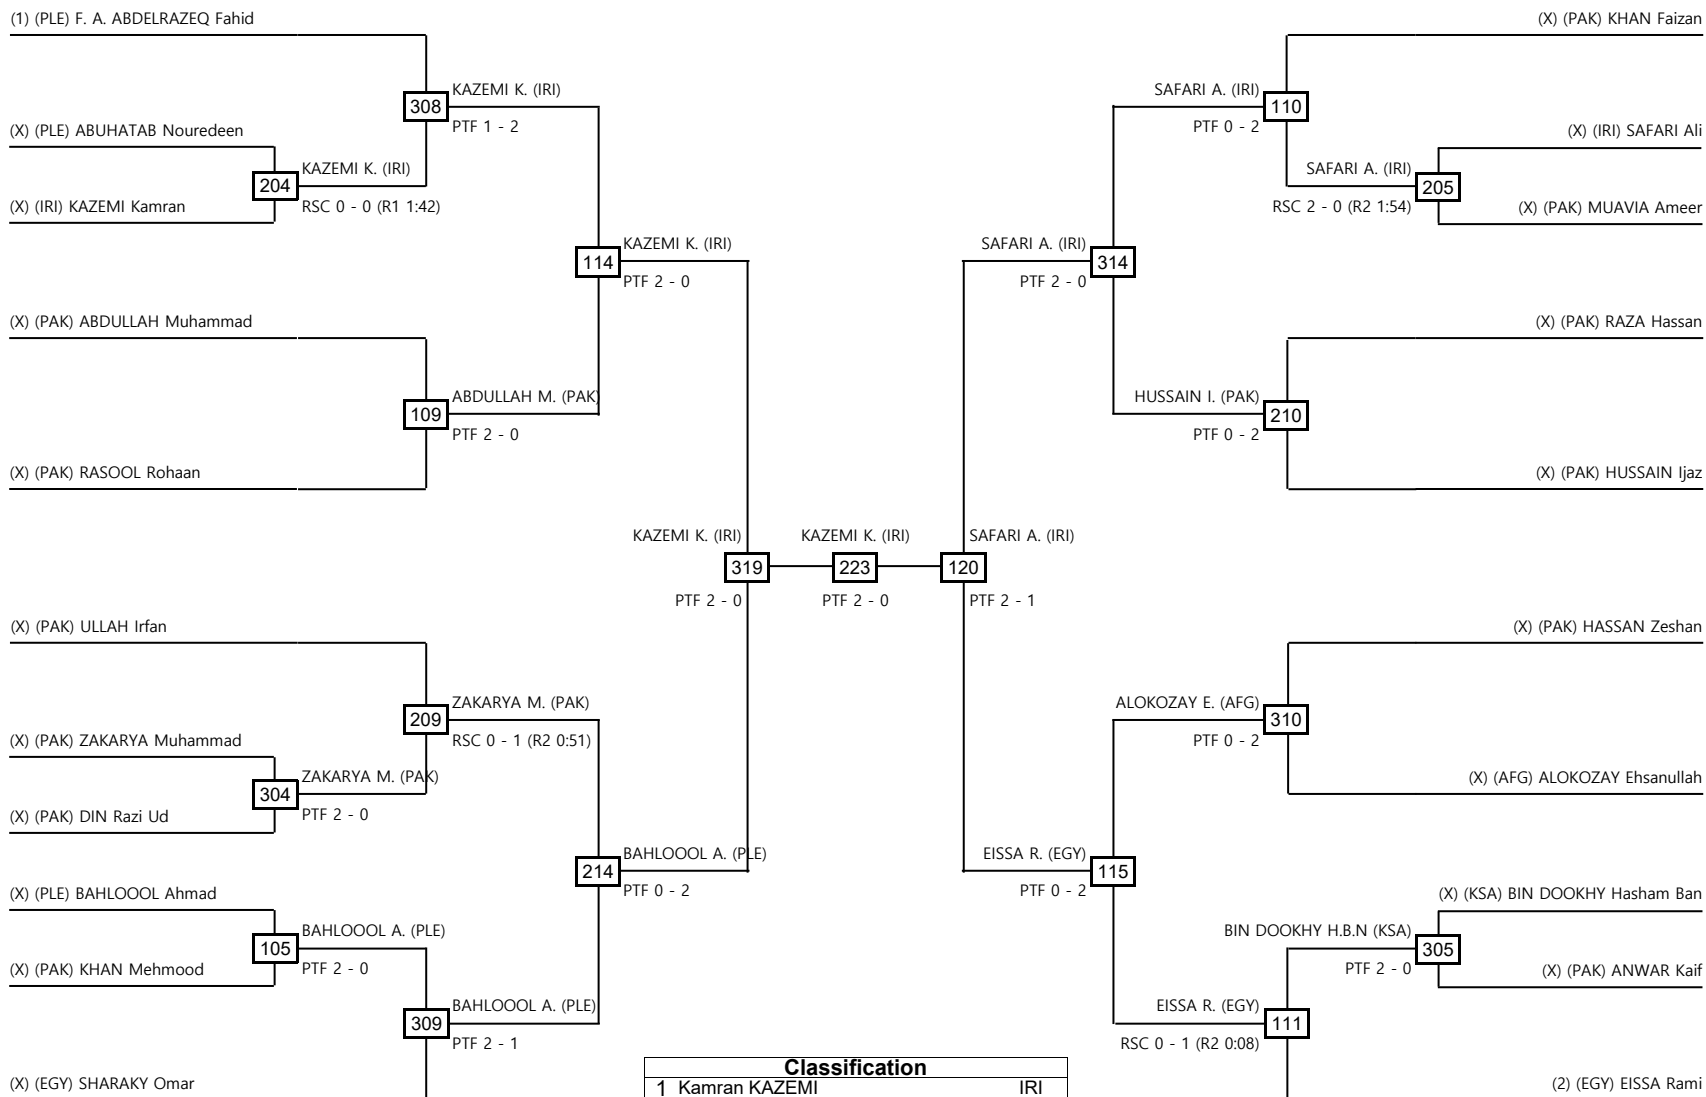 (1) (PLE) F. A. ABDELRAZEQ Fahid
(X) (PAK) KHAN Faizan
KAZEMI K. (IRI)
308
PTF 1 - 2
SAFARI A. (IRI)
110
PTF 0 - 2
(X) (PLE) ABUHATAB Nouredeen
(X) (IRI) SAFARI Ali
KAZEMI K. (IRI)
204
RSC 0 - 0 (R1 1:42)
SAFARI A. (IRI)
205
RSC 2 - 0 (R2 1:54)
(X) (IRI) KAZEMI Kamran
(X) (PAK) MUAVIA Ameer
KAZEMI K. (IRI)
114
PTF 2 - 0
SAFARI A. (IRI)
314
PTF 2 - 0
(X) (PAK) ABDULLAH Muhammad
(X) (PAK) RAZA Hassan
ABDULLAH M. (PAK)
109
PTF 2 - 0
HUSSAIN I. (PAK)
210
PTF 0 - 2
(X) (PAK) RASOOL Rohaan
(X) (PAK) HUSSAIN Ijaz
KAZEMI K. (IRI)
319
PTF 2 - 0
KAZEMI K. (IRI)
223
PTF 2 - 0
SAFARI A. (IRI)
120
PTF 2 - 1
(X) (PAK) ULLAH Irfan
(X) (PAK) HASSAN Zeshan
ZAKARYA M. (PAK)
209
RSC 0 - 1 (R2 0:51)
ALOKOZAY E. (AFG)
310
PTF 0 - 2
(X) (PAK) ZAKARYA Muhammad
(X) (AFG) ALOKOZAY Ehsanullah
ZAKARYA M. (PAK)
304
PTF 2 - 0
(X) (PAK) DIN Razi Ud
BAHLOOOL A. (PLE)
214
PTF 0 - 2
EISSA R. (EGY)
115
PTF 0 - 2
(X) (PLE) BAHLOOOL Ahmad
(X) (KSA) BIN DOOKHY Hasham Ban
BAHLOOOL A. (PLE)
105
PTF 2 - 0
BIN DOOKHY H.B.N (KSA)
305
PTF 2 - 0
(X) (PAK) KHAN Mehmood
(X) (PAK) ANWAR Kaif
BAHLOOOL A. (PLE)
309
PTF 2 - 1
EISSA R. (EGY)
111
RSC 0 - 1 (R2 0:08)
Classification
1 Kamran KAZEMI IRI
(X) (EGY) SHARAKY Omar
(2) (EGY) EISSA Rami